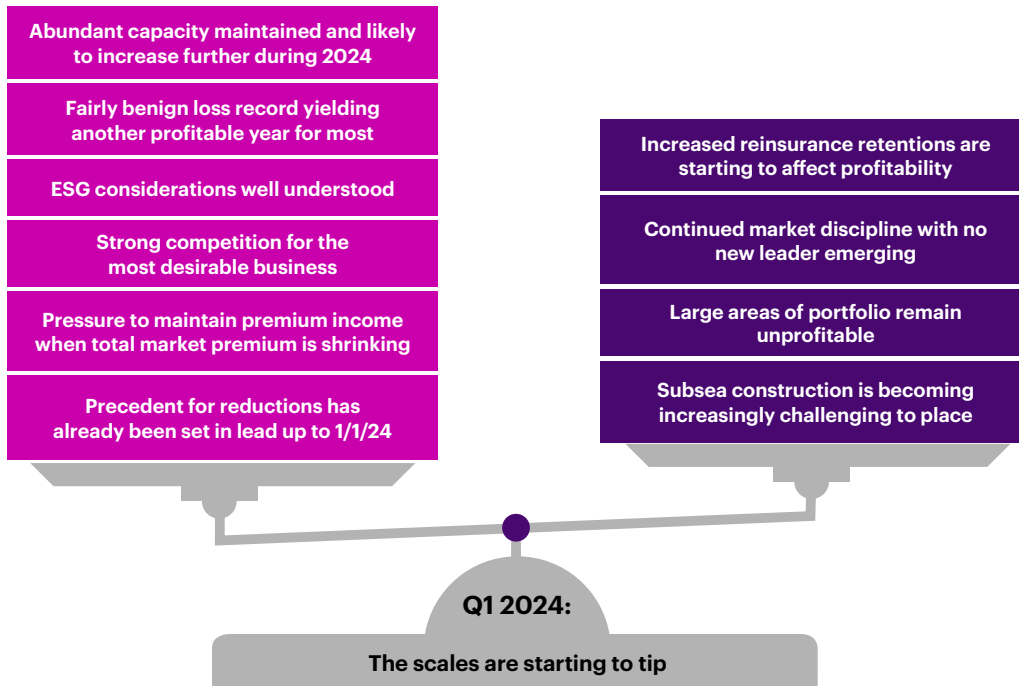 Abundant capacity maintained and likely
to increase further during 2024
Fairly benign loss record yielding
another profitable year for most
ESG considerations well understood
Strong competition for the
most desirable business
Pressure to maintain premium income
when total market premium is shrinking
Precedent for reductions has
already been set in lead up to 1/1/24
Increased reinsurance retentions are
starting to affect profitability
Continued market discipline with no
new leader emerging
Large areas of portfolio remain
unprofitable
Subsea construction is becoming
increasingly challenging to place
Q1 2024:
The scales are starting to tip